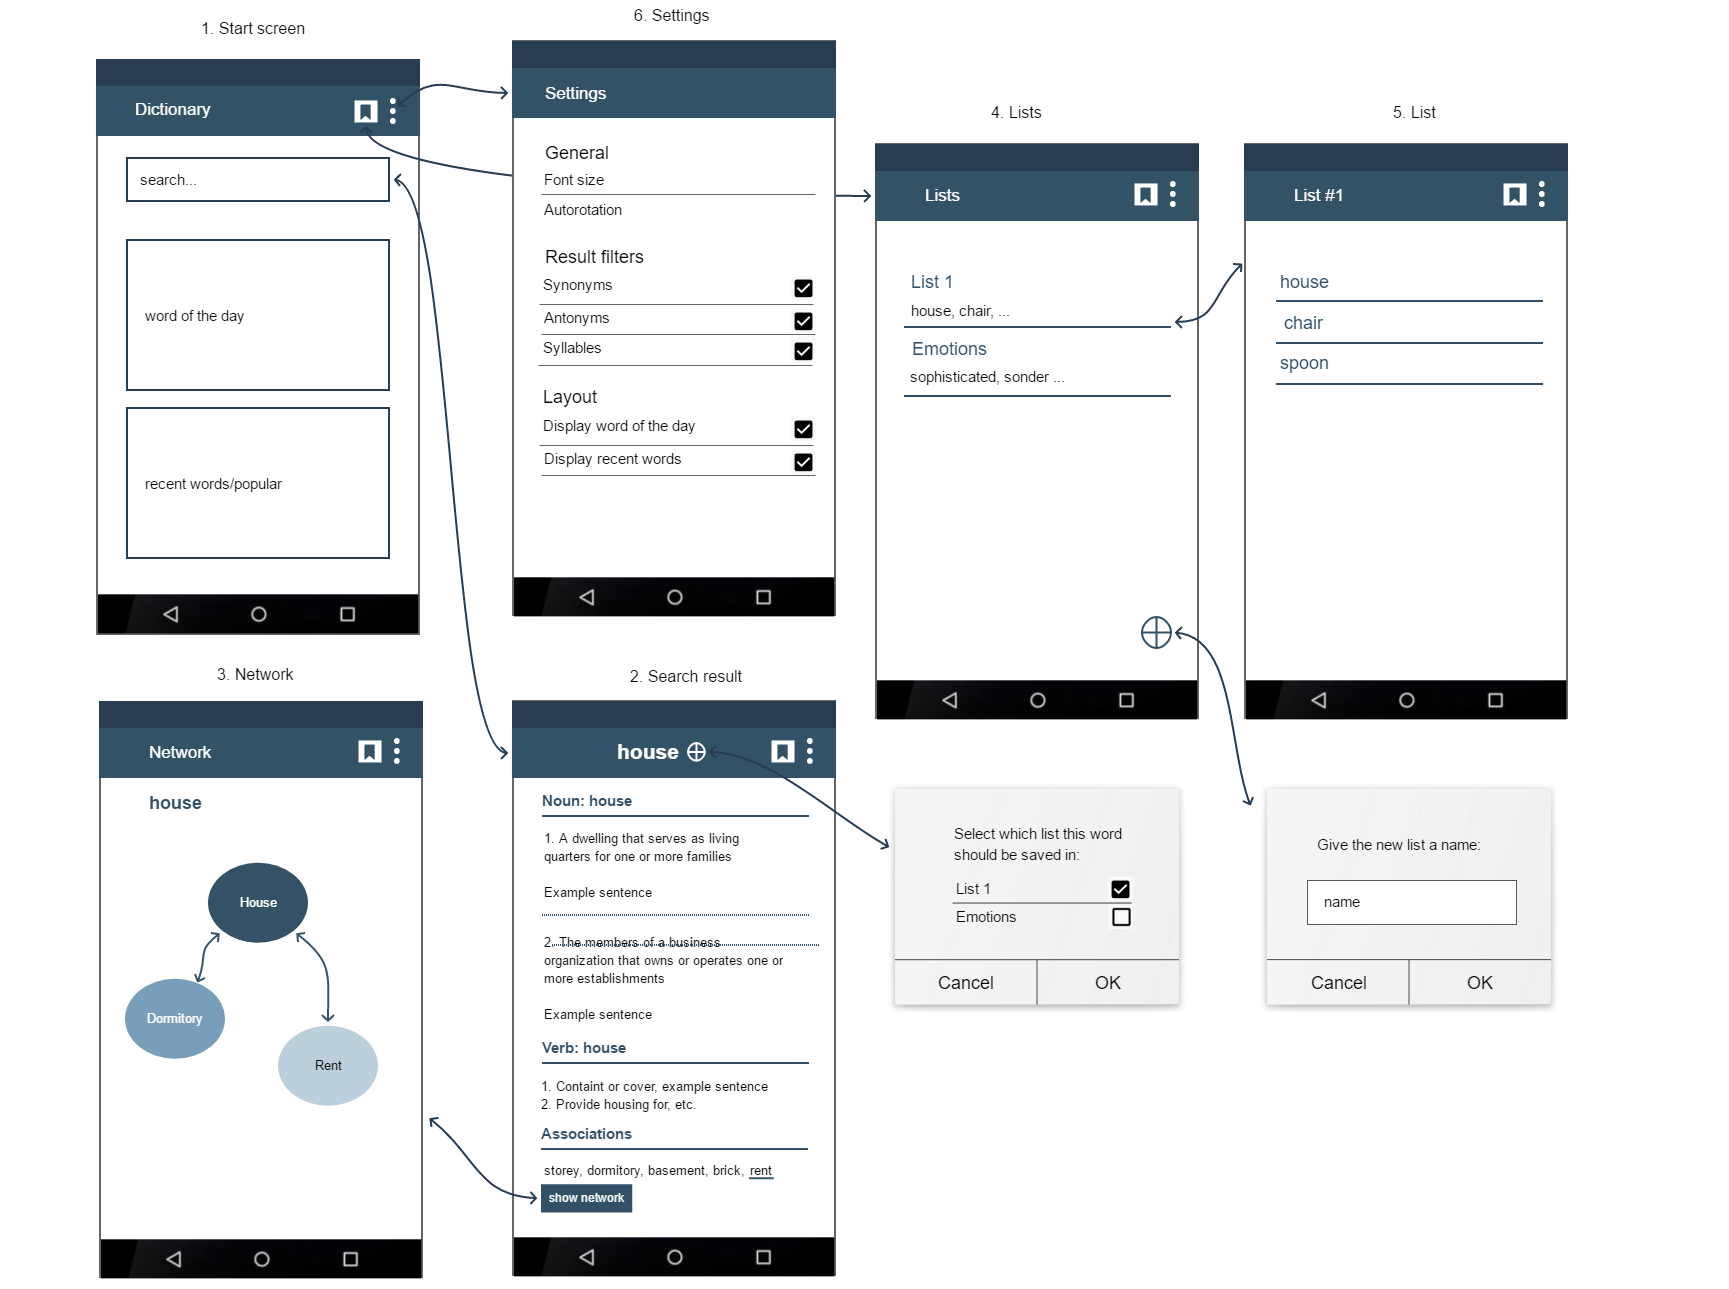 1. Start screen
Dictionary
search...
word of the day
recent words/popular
6. Settings
Settings
General
Font size
Autorotation
Result filters
Synonyms
Antonyms
Syllables
Layout
Display word of the day
Display recent words
4. Lists
Lists
List 1
house, chair, ...
Emotions
sophisticated, sonder ...
5. List
List #1
house
chair
spoon
3. Network
Network
house
House
Dormitory
Rent
2. Search result
house
Noun: house
1. A dwelling that serves as living
quarters for one or more families
Example sentence
2. The members of a business
organization that owns or operates one or
more establishments
Example sentence
Verb: house
1. Containt or cover, example sentence
2. Provide housing for, etc.
Associations
storey, dormitory, basement, brick, rent
show network
Select which list this word
should be saved in:
List 1
Emotions
Cancel
OK
Give the new list a name:
name
Cancel
OK